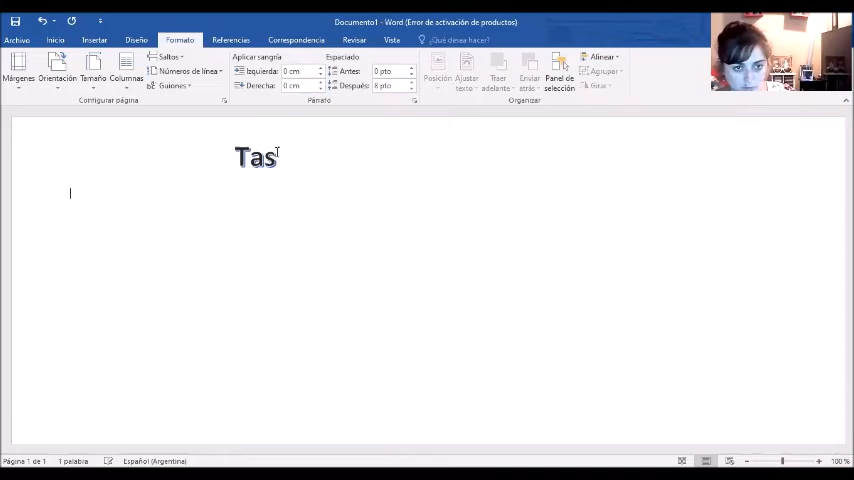 Documento1 - Word (Error de activación de productos)
Archivo Inicio Insertar Diseño Formato Referencias Correspondencia Revisar Vista ¿Qué desea hacer?
Márgenes Orientación Tamaño Columnas
Saltos
Números de línea
Guiones
Configurar página
Aplicar sangría Espaciado
Izquierda: 0 cm Antes: 0 pto
Derecha: 0 cm Después: 8 pto
Párrafo
Posición Ajustar texto Traer adelante Enviar atrás Panel de selección
Alinear
Agrupar
Girar
Organizar
Tas
Página 1 de 1 1 palabra Español (Argentina) 100 %